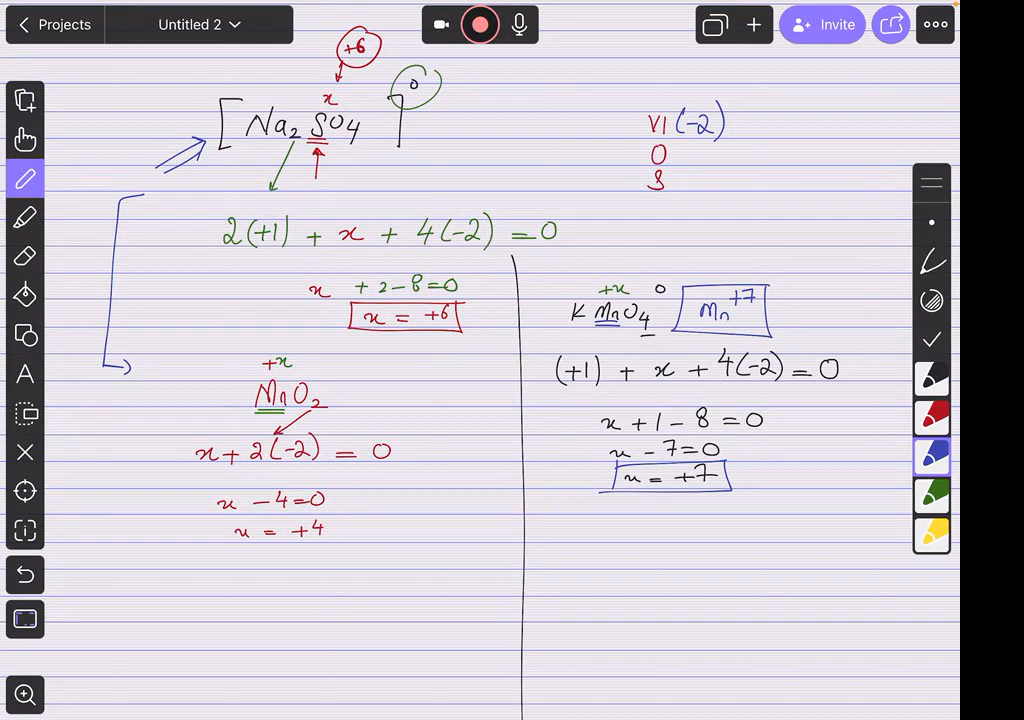 Projects Untitled 2 Invite
+6
x
[Na2SO4]0
VI (-2)
O
S
2(+1) + x + 4(-2) = 0
x + 2 - 8 = 0
x = +6
+x 0
K MnO4 Mn+7
(+1) + x + 4(-2) = 0
x + 1 - 8 = 0
x - 7 = 0
x = +7
+x
MnO2
x + 2(-2) = 0
x - 4 = 0
x = +4
A